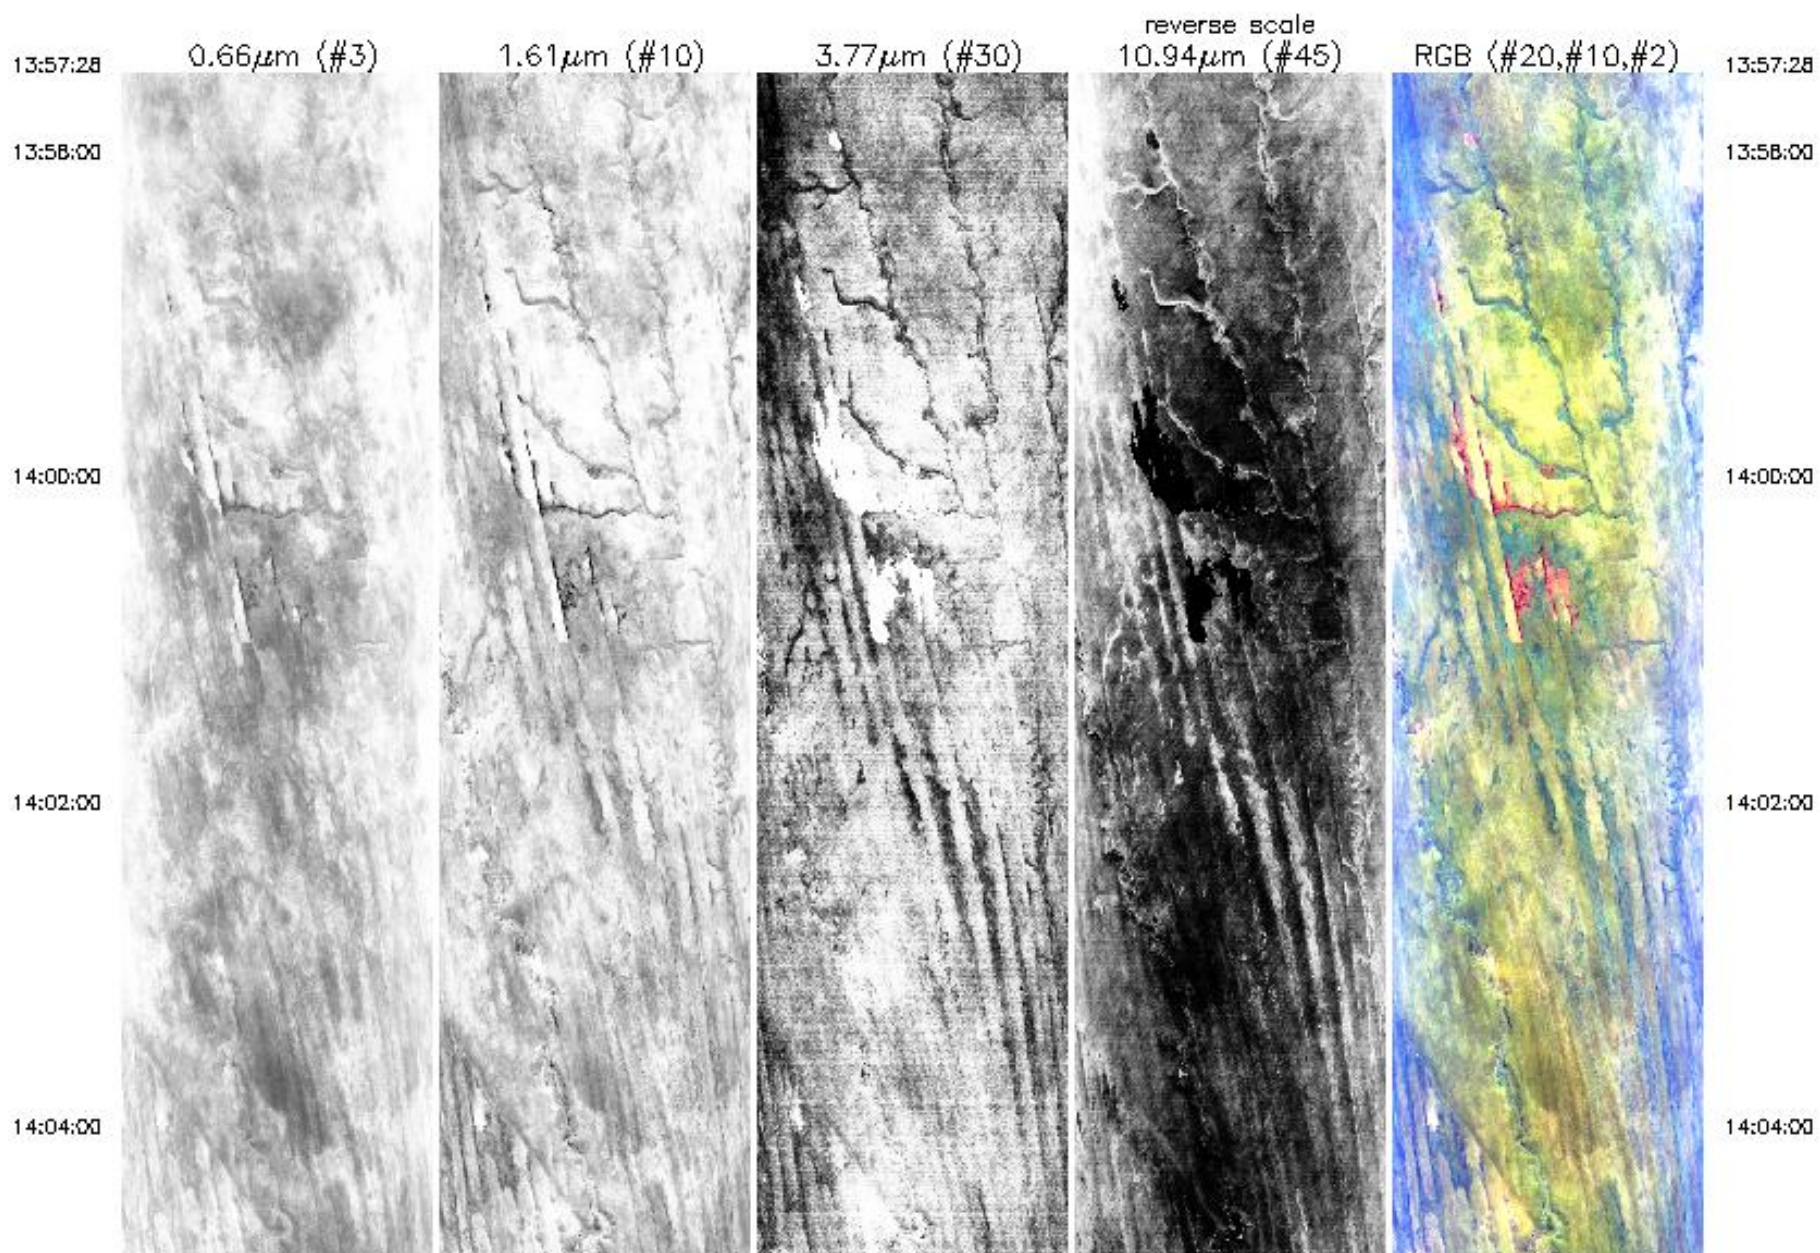 reverse scale
0.66μm (#3) 1.61μm (#10) 3.77μm (#30) 10.94μm (#45) RGB (#20,#10,#2)
13:57:28 13:57:28
13:58:00 13:58:00
14:00:00 14:00:00
14:02:00 14:02:00
14:04:00 14:04:00